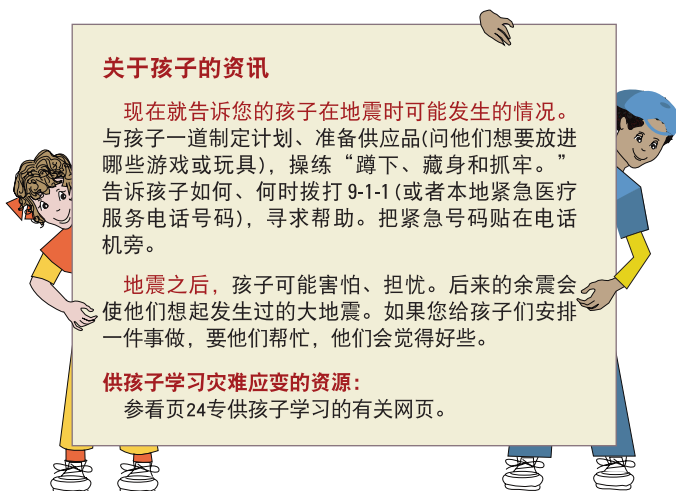 关于孩子的资讯
现在就告诉您的孩子在地震时可能发生的情况。
与孩子一道制定计划、准备供应品(问他们想要放进
哪些游戏或玩具)，操练“蹲下、藏身和抓牢。”
告诉孩子如何、何时拨打 9-1-1 (或者本地紧急医疗
服务电话号码)，寻求帮助。把紧急号码贴在电话
机旁。
地震之后，孩子可能害怕、担忧。后来的余震会
使他们想起发生过的大地震。如果您给孩子们安排
一件事做，要他们帮忙，他们会觉得好些。
供孩子学习灾难应变的资源：
参看页24专供孩子学习的有关网页。